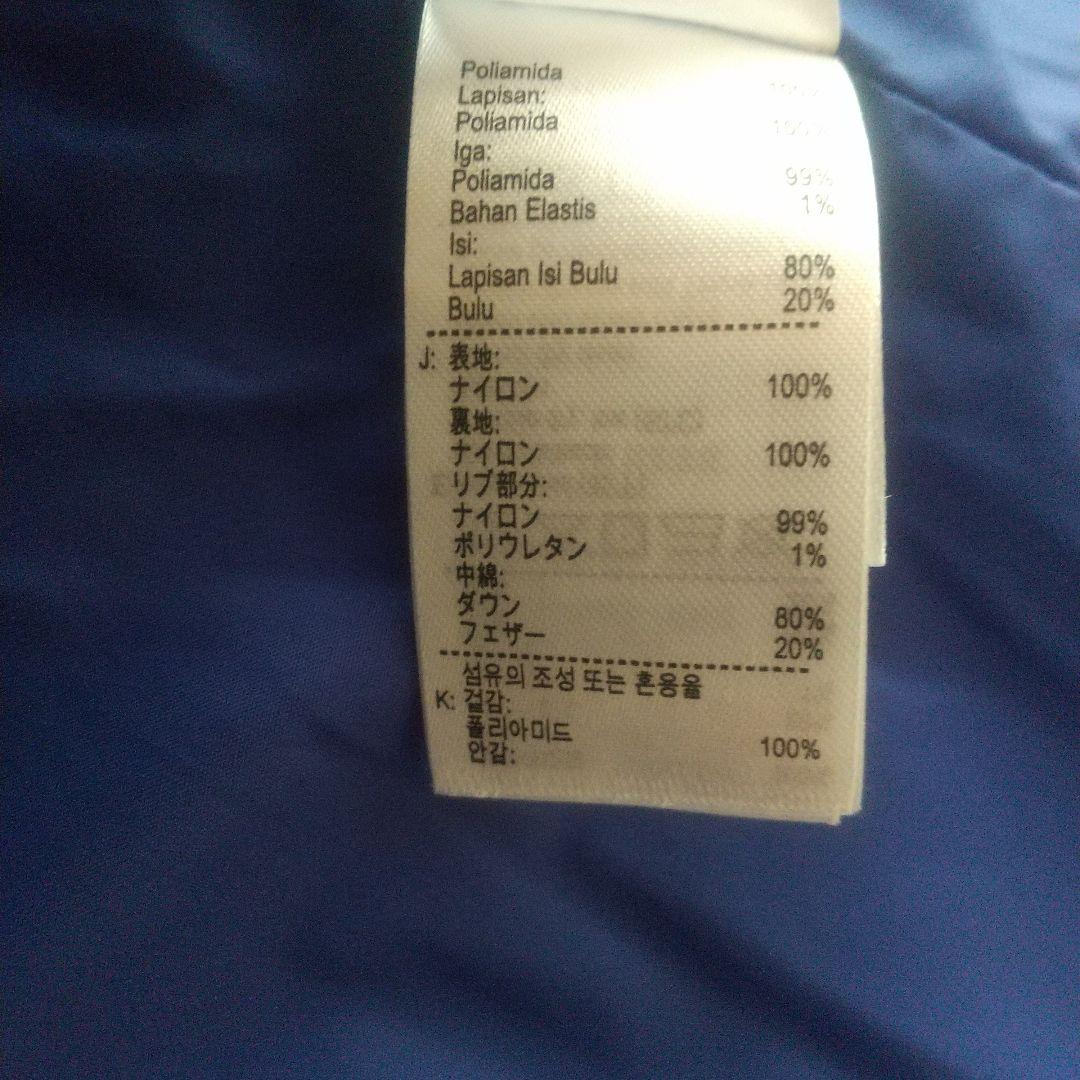 Poliamida 100%
Lapisan:
Poliamida 100%
Iga:
Poliamida 99%
Bahan Elastis 1%
Isi:
Lapisan Isi Bulu 80%
Bulu 20%
J: 表地:
ナイロン 100%
裏地:
ナイロン 100%
リブ部分:
ナイロン 99%
ポリウレタン 1%
中綿:
ダウン 80%
フェザー 20%
섬유의 조성 또는 혼용율
K: 겉감:
폴리아미드 100%
안감: